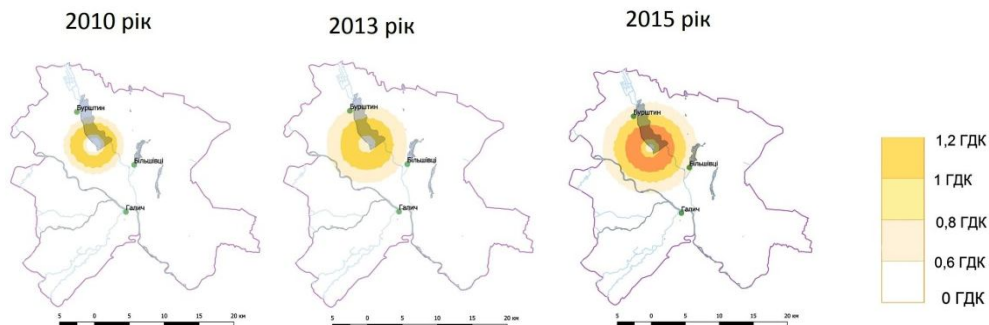 2010 рік
2013 рік
2015 рік
Бурштин
Більшівці
Галич
5 0 5 10 15 20 км
Бурштин
Більшівці
Галич
5 0 5 10 15 20 км
Бурштин
Більшівці
Галич
5 0 5 10 15 20 км
1,2 ГДК
1 ГДК
0,8 ГДК
0,6 ГДК
0 ГДК